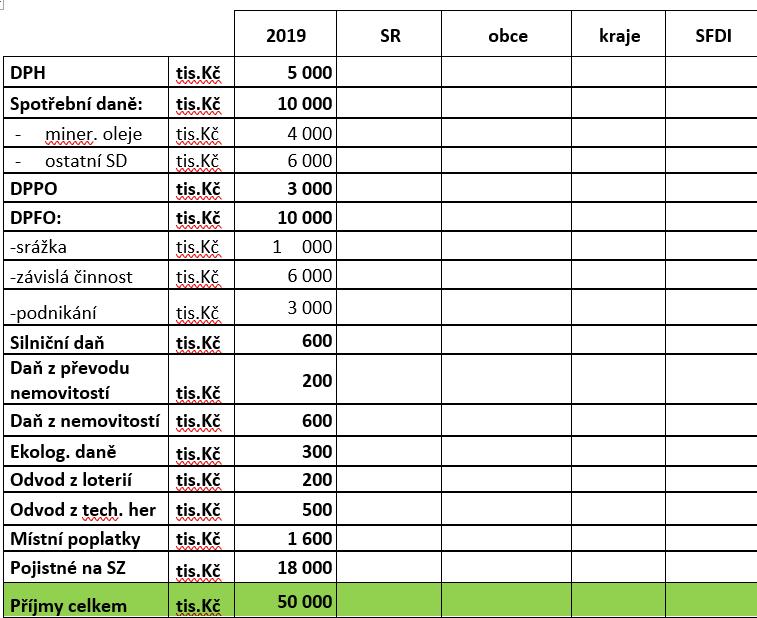 2019 SR obce kraje SFDI
DPH tis.Kč 5 000
Spotřební daně: tis.Kč 10 000
- miner. oleje tis.Kč 4 000
- ostatní SD tis.Kč 6 000
DPPO tis.Kč 3 000
DPFO: tis.Kč 10 000
-srážka tis.Kč 1 000
-závislá činnost tis.Kč 6 000
-podnikání tis.Kč 3 000
Silniční daň tis.Kč 600
Daň z převodu
nemovitostí tis.Kč 200
Daň z nemovitostí tis.Kč 600
Ekolog. daně tis.Kč 300
Odvod z loterií tis.Kč 200
Odvod z tech. her tis.Kč 500
Místní poplatky tis.Kč 1 600
Pojistné na SZ tis.Kč 18 000
Příjmy celkem tis.Kč 50 000